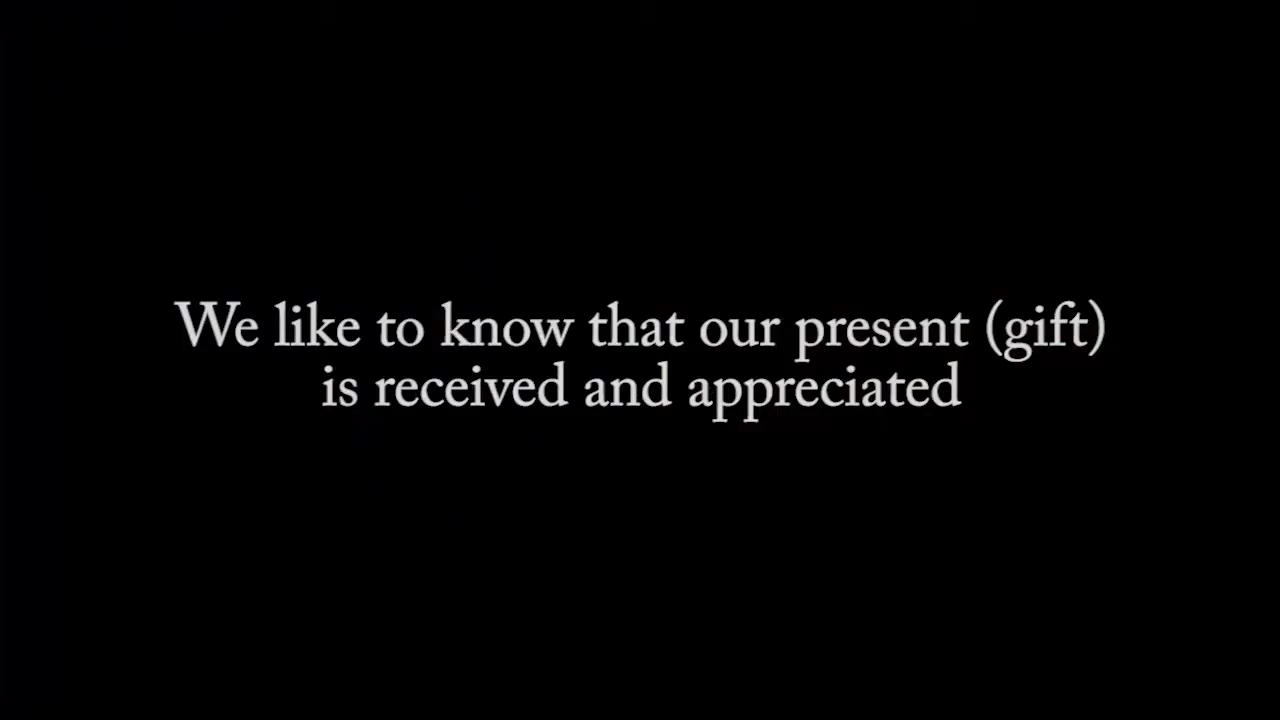 We like to know that our present (gift)
is received and appreciated